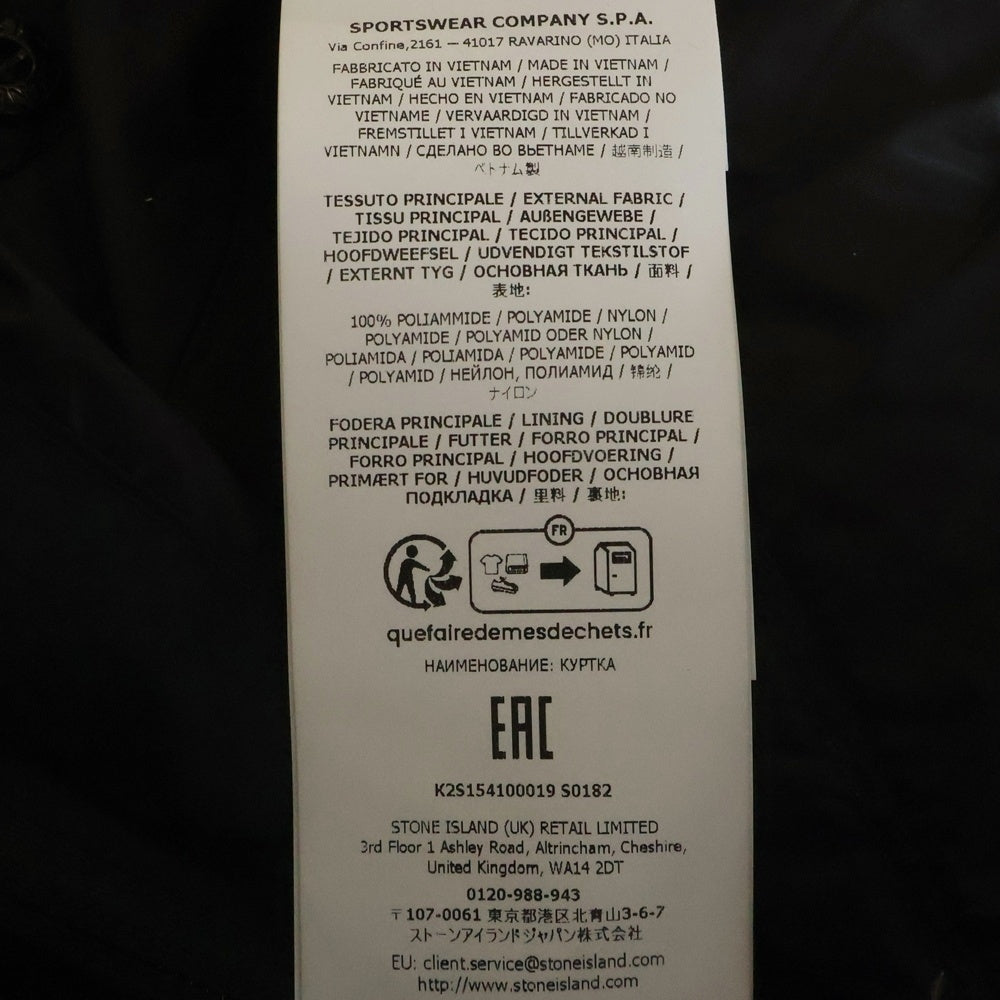 SPORTSWEAR COMPANY S.P.A.
Via Confine,2161 — 41017 RAVARINO (MO) ITALIA
FABBRICATO IN VIETNAM / MADE IN VIETNAM /
FABRIQUÉ AU VIETNAM / HERGESTELLT IN
VIETNAM / HECHO EN VIETNAM / FABRICADO NO
VIETNAME / VERVAARDIGD IN VIETNAM /
FREMSTILLET I VIETNAM / TILLVERKAD I
VIETNAMN / СДЕЛАНО ВО ВЬЕТНАМЕ / 越南制造 /
ベトナム製
TESSUTO PRINCIPALE / EXTERNAL FABRIC /
TISSU PRINCIPAL / AUßENGEWEBE /
TEJIDO PRINCIPAL / TECIDO PRINCIPAL /
HOOFDWEEFSEL / UDVENDIGT TEKSTILSTOF
/ EXTERNT TYG / ОСНОВНАЯ ТКАНЬ / 面料 /
表地:
100% POLIAMMIDE / POLYAMIDE / NYLON /
POLYAMIDE / POLYAMID ODER NYLON /
POLIAMIDA / POLIAMIDA / POLYAMIDE / POLYAMID
/ POLYAMID / НЕЙЛОН, ПОЛИАМИД / 锦纶 /
ナイロン
FODERA PRINCIPALE / LINING / DOUBLURE
PRINCIPALE / FUTTER / FORRO PRINCIPAL /
FORRO PRINCIPAL / HOOFDVOERING /
PRIMÆRT FOR / HUVUDFODER / ОСНОВНАЯ
ПОДКЛАДКА / 里料 / 裏地:
FR
quefairedemesdechets.fr
НАИМЕНОВАНИЕ: КУРТКА
EAC
K2S154100019 S0182
STONE ISLAND (UK) RETAIL LIMITED
3rd Floor 1 Ashley Road, Altrincham, Cheshire,
United Kingdom, WA14 2DT
0120-988-943
〒107-0061 東京都港区北青山3-6-7
ストーンアイランドジャパン株式会社
EU: client.service@stoneisland.com
http://www.stoneisland.com